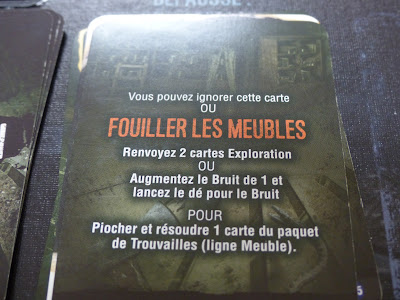 DÉFAUSSE
Vous pouvez ignorer cette carte
OU
FOUILLER LES MEUBLES
Renvoyez 2 cartes Exploration
OU
Augmentez le Bruit de 1 et
lancez le dé pour le Bruit
POUR
Piocher et résoudre 1 carte du paquet
de Trouvailles (ligne Meuble).
5